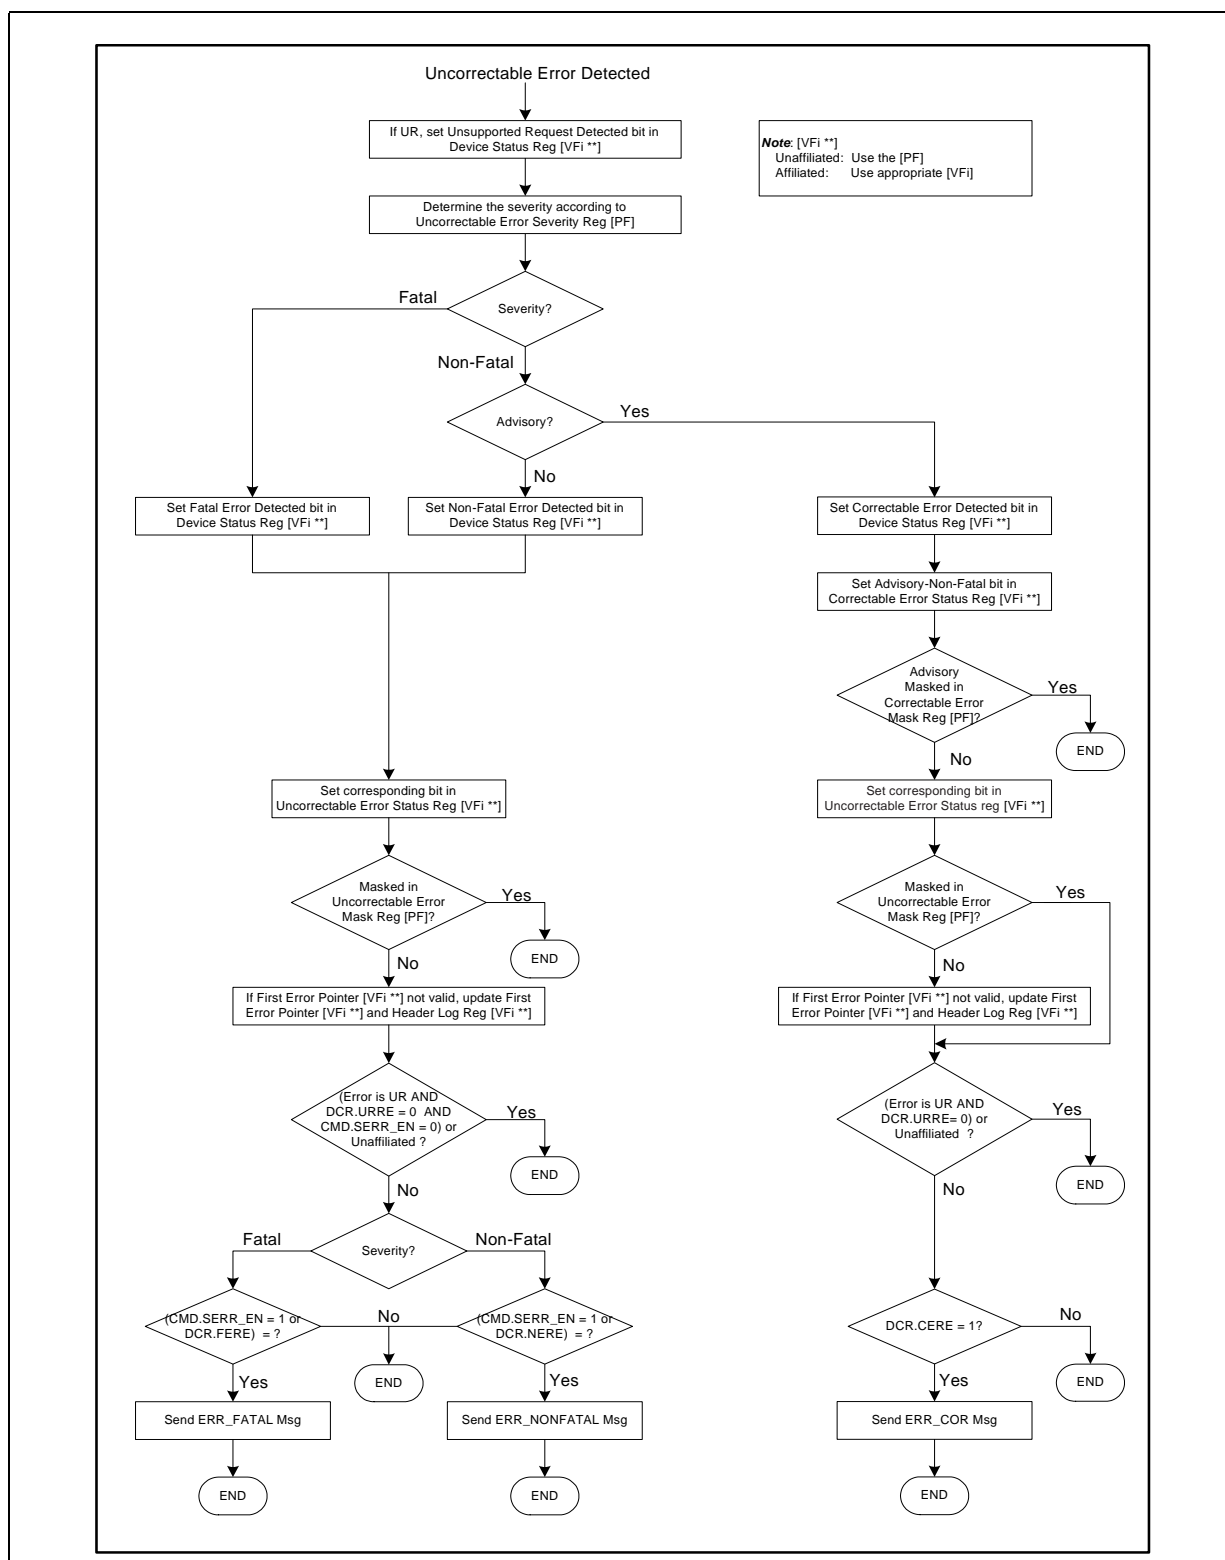 Uncorrectable Error Detected
If UR, set Unsupported Request Detected bit in
Device Status Reg [VFi **]
Note: [VFi **]
Unaffiliated: Use the [PF]
Affiliated: Use appropriate [VFi]
Determine the severity according to
Uncorrectable Error Severity Reg [PF]
Fatal
Severity?
Non-Fatal
Advisory?
Yes
No
Set Fatal Error Detected bit in
Device Status Reg [VFi **]
Set Non-Fatal Error Detected bit in
Device Status Reg [VFi **]
Set Correctable Error Detected bit in
Device Status Reg [VFi **]
Set Advisory-Non-Fatal bit in
Correctable Error Status Reg [VFi **]
Advisory
Masked in
Correctable Error
Mask Reg [PF]?
Yes
END
No
Set corresponding bit in
Uncorrectable Error Status Reg [VFi **]
Set corresponding bit in
Uncorrectable Error Status reg [VFi **]
Masked in
Uncorrectable Error
Mask Reg [PF]?
Yes
END
No
Masked in
Uncorrectable Error
Mask Reg [PF]?
Yes
No
If First Error Pointer [VFi **] not valid, update First
Error Pointer [VFi **] and Header Log Reg [VFi **]
If First Error Pointer [VFi **] not valid, update First
Error Pointer [VFi **] and Header Log Reg [VFi **]
(Error is UR AND
DCR.URRE = 0 AND
CMD.SERR_EN = 0) or
Unaffiliated ?
Yes
END
No
(Error is UR AND
DCR.URRE= 0) or
Unaffiliated ?
Yes
END
No
Fatal
Severity?
Non-Fatal
(CMD.SERR_EN = 1 or
DCR.FERE) = ?
No
END
(CMD.SERR_EN = 1 or
DCR.NERE) = ?
DCR.CERE = 1?
No
END
Yes
Yes
Yes
Send ERR_FATAL Msg
Send ERR_NONFATAL Msg
Send ERR_COR Msg
END
END
END